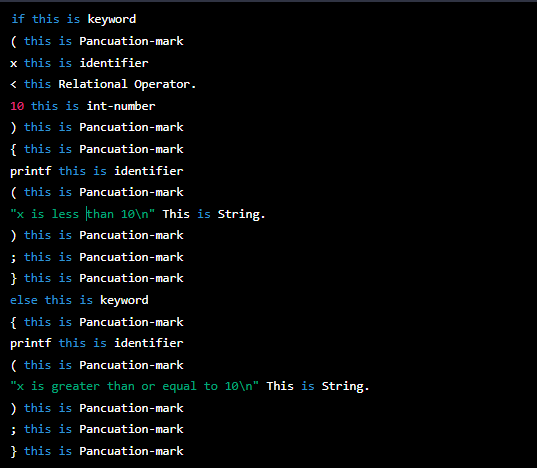 if this is keyword
( this is Pancuation-mark
x this is identifier
< this Relational Operator.
10 this is int-number
) this is Pancuation-mark
{ this is Pancuation-mark
printf this is identifier
( this is Pancuation-mark
"x is less than 10\n" This is String.
) this is Pancuation-mark
; this is Pancuation-mark
} this is Pancuation-mark
else this is keyword
{ this is Pancuation-mark
printf this is identifier
( this is Pancuation-mark
"x is greater than or equal to 10\n" This is String.
) this is Pancuation-mark
; this is Pancuation-mark
} this is Pancuation-mark